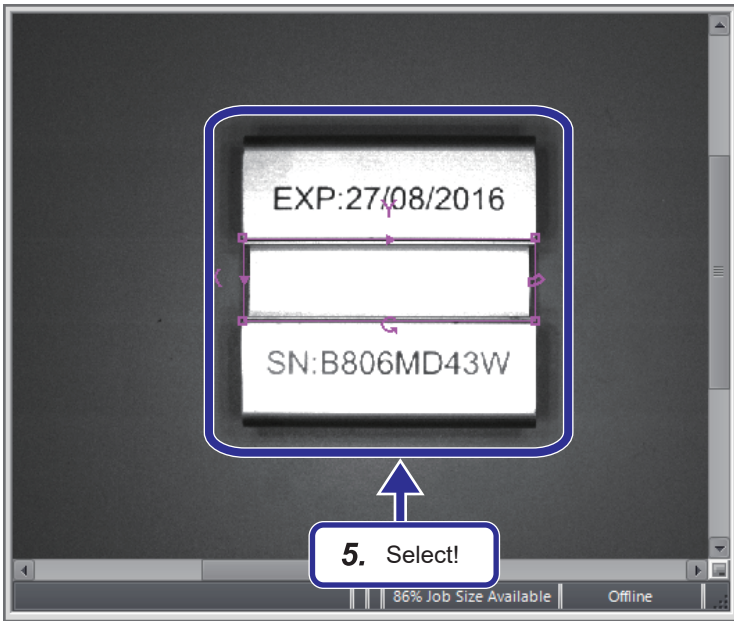 EXP:27/08/2016
Y
X
SN:B806MD43W
5. Select!
86% Job Size Available
Offline